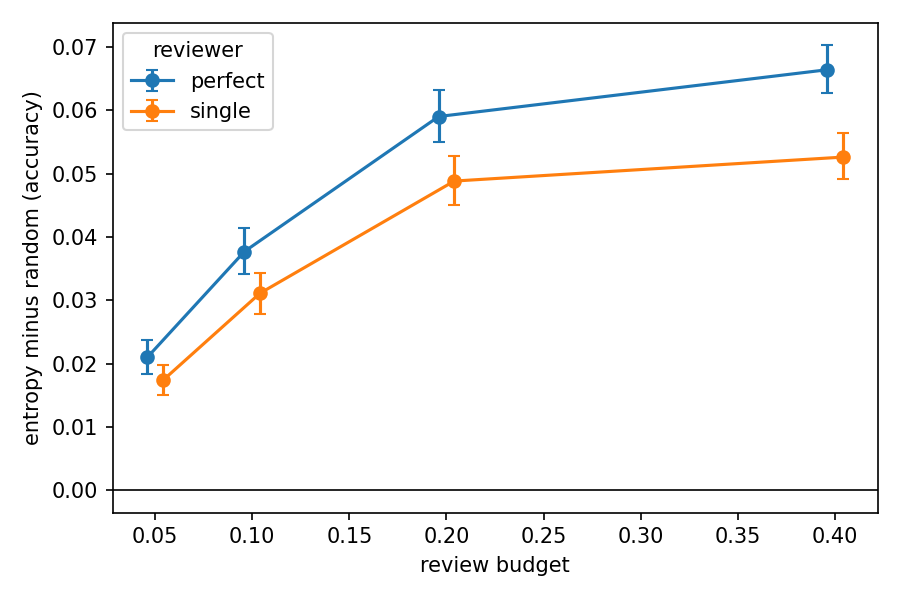 reviewer
perfect
single
entropy minus random (accuracy)
0.07
0.06
0.05
0.04
0.03
0.02
0.01
0.00
0.05 0.10 0.15 0.20 0.25 0.30 0.35 0.40
review budget